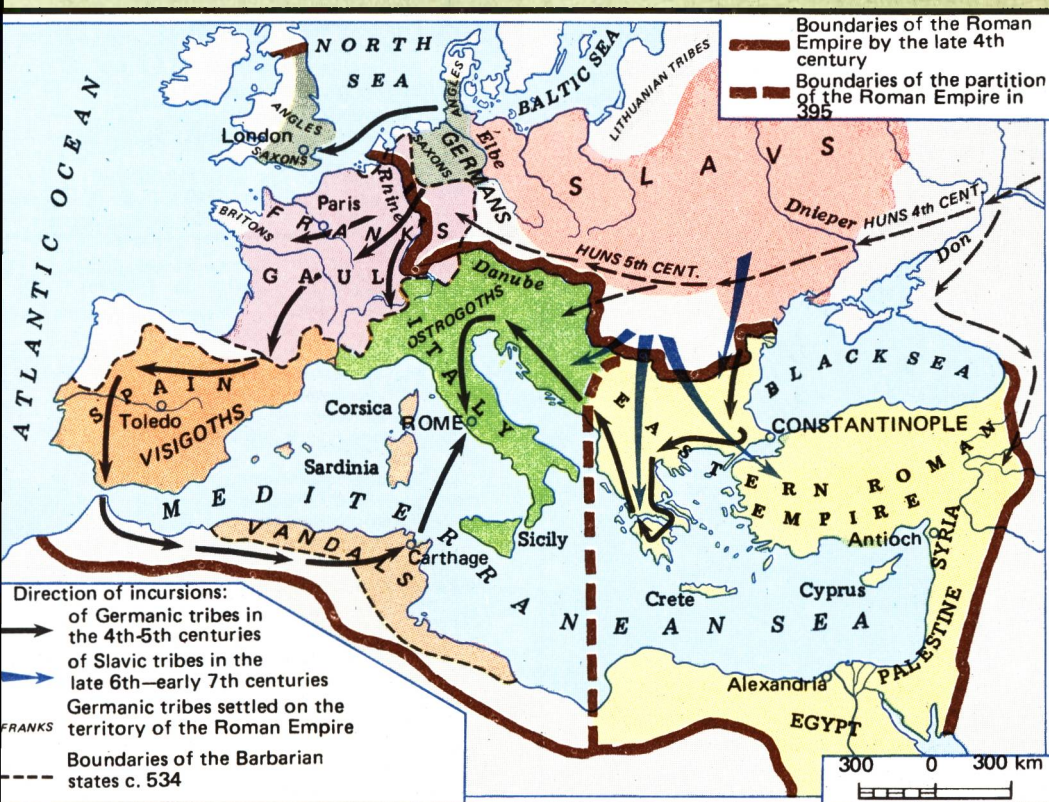 Boundaries of the Roman
Empire by the late 4th
century
Boundaries of the partition
of the Roman Empire in
395
NORTH
SEA
BALTIC SEA
LITHUANIAN TRIBES
ATLANTIC OCEAN
ANGLES
ANGLES
London
SAXONS
SAXONS
GERMANS
Elbe
SLAVS
Rhine
Paris
BRITONS
FRANKS
GAUL
Dnieper
HUNS 4th CENT.
Don
HUNS 5th CENT.
Danube
OSTROGOTHS
ITALY
BLACK SEA
SPAIN
Toledo
VISIGOTHS
Corsica
ROME
Sardinia
CONSTANTINOPLE
EASTERN ROMAN
EMPIRE
MEDITERRANEAN SEA
VANDALS
Carthage
Sicily
Antioch
SYRIA
Crete
Cyprus
PALESTINE
Alexandria
EGYPT
Direction of incursions:
of Germanic tribes in
the 4th-5th centuries
of Slavic tribes in the
late 6th—early 7th centuries
FRANKS
Germanic tribes settled on the
territory of the Roman Empire
Boundaries of the Barbarian
states c. 534
300 0 300 km